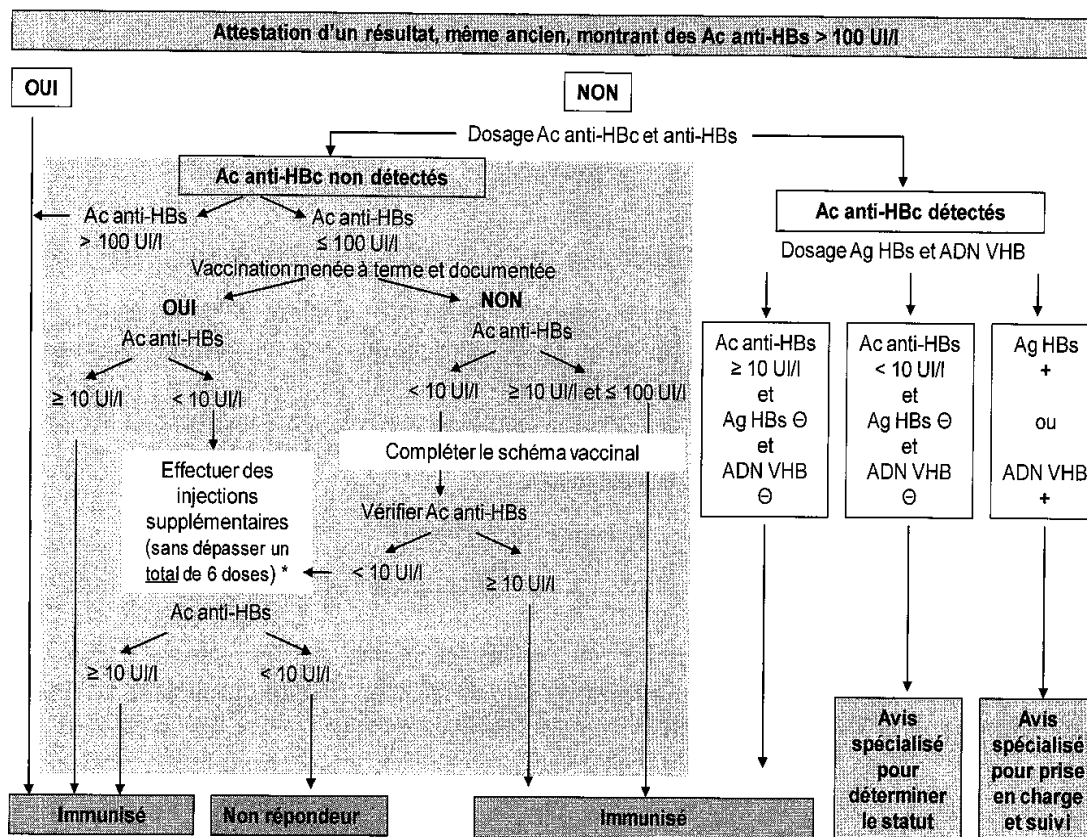 Attestation d'un résultat, même ancien, montrant des Ac anti-HBs > 100 UI/l
OUI
NON
Dosage Ac anti-HBc et anti-HBs
Ac anti-HBc non détectés
Ac anti-HBs
> 100 UI/l
Ac anti-HBs
≤ 100 UI/l
Vaccination menée à terme et documentée
OUI
Ac anti-HBs
≥ 10 UI/l
< 10 UI/l
NON
Ac anti-HBs
< 10 UI/l
≥ 10 UI/l et ≤ 100 UI/l
Effectuer des
injections
supplémentaires
(sans dépasser un
total de 6 doses) *
Compléter le schéma vaccinal
Vérifier Ac anti-HBs
< 10 UI/l
≥ 10 UI/l
Ac anti-HBs
≥ 10 UI/l
< 10 UI/l
Ac anti-HBc détectés
Dosage Ag HBs et ADN VHB
Ac anti-HBs
≥ 10 UI/l
et
Ag HBs ⊖
et
ADN VHB
⊖
Ac anti-HBs
< 10 UI/l
et
Ag HBs ⊖
et
ADN VHB
⊖
Ag HBs
+
ou
ADN VHB
+
Immunisé
Non répondeur
Immunisé
Avis
spécialisé
pour
déterminer
le statut
Avis
spécialisé
pour prise
en charge
et suivi